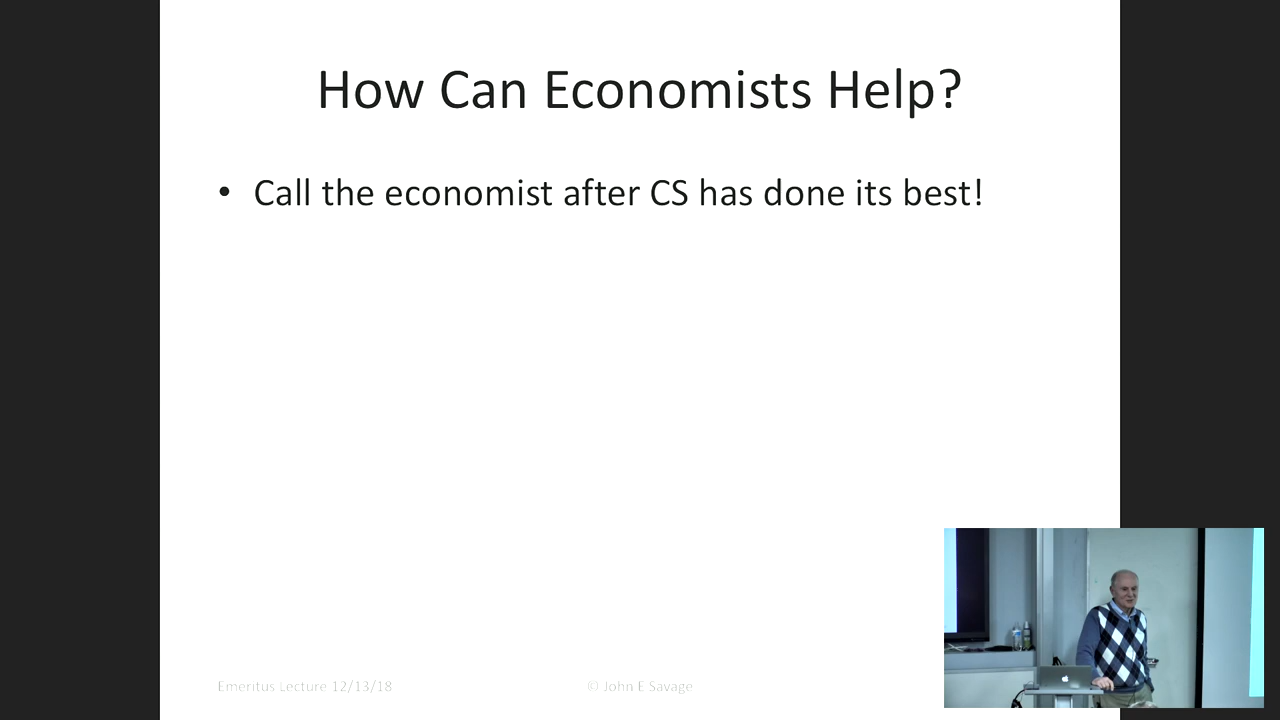 How Can Economists Help?
• Call the economist after CS has done its best!
Emeritus Lecture 12/13/18
© John E Savage